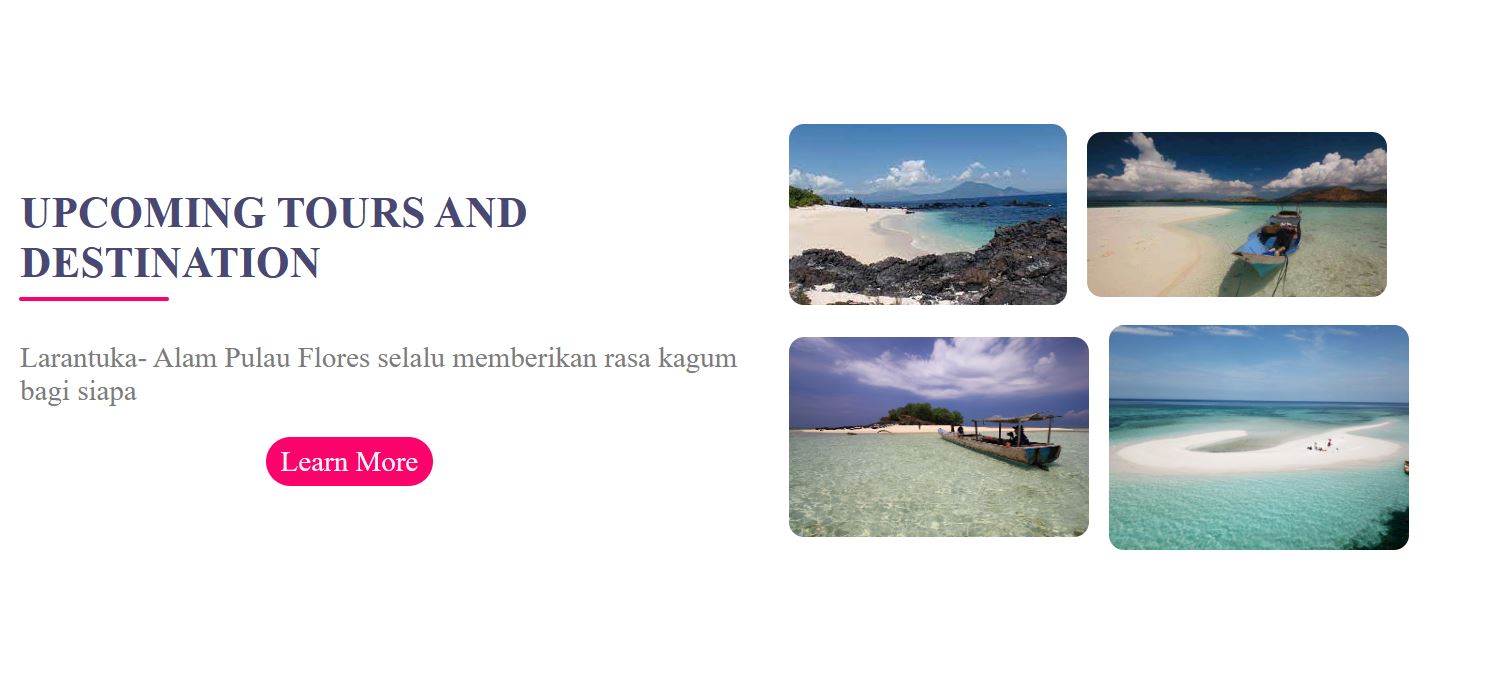 UPCOMING TOURS AND
DESTINATION
Larantuka- Alam Pulau Flores selalu memberikan rasa kagum
bagi siapa
Learn More